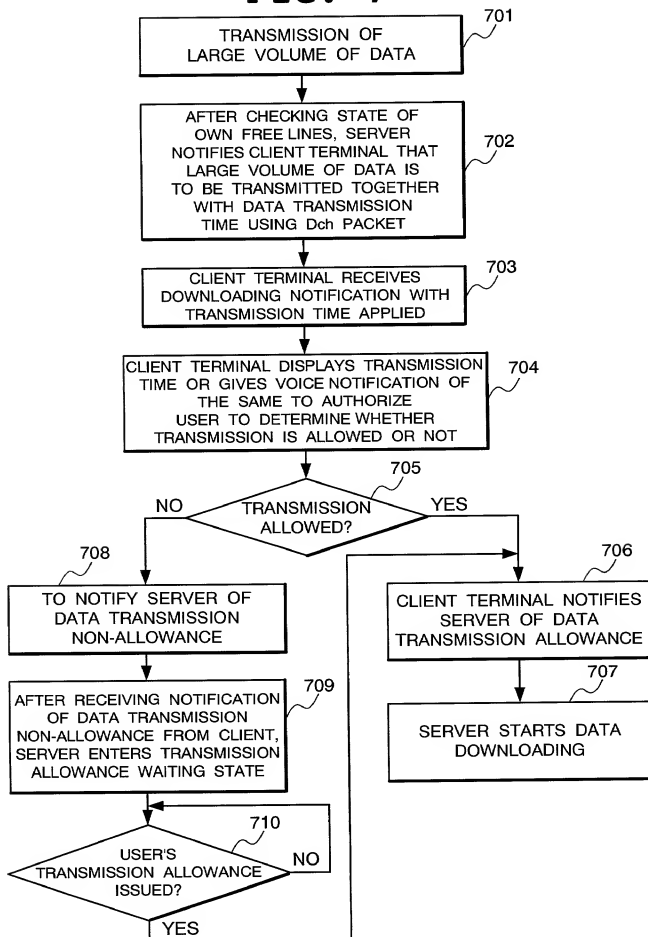 701
TRANSMISSION OF
LARGE VOLUME OF DATA
AFTER CHECKING STATE OF
OWN FREE LINES, SERVER
NOTIFIES CLIENT TERMINAL THAT
LARGE VOLUME OF DATA IS
TO BE TRANSMITTED TOGETHER
WITH DATA TRANSMISSION
TIME USING Dch PACKET
702
703
CLIENT TERMINAL RECEIVES
DOWNLOADING NOTIFICATION WITH
TRANSMISSION TIME APPLIED
CLIENT TERMINAL DISPLAYS TRANSMISSION
TIME OR GIVES VOICE NOTIFICATION OF
THE SAME TO AUTHORIZE
USER TO DETERMINE WHETHER
TRANSMISSION IS ALLOWED OR NOT
704
705
NO
TRANSMISSION
ALLOWED?
YES
708
TO NOTIFY SERVER OF
DATA TRANSMISSION
NON-ALLOWANCE
706
CLIENT TERMINAL NOTIFIES
SERVER OF DATA
TRANSMISSION ALLOWANCE
709
AFTER RECEIVING NOTIFICATION
OF DATA TRANSMISSION
NON-ALLOWANCE FROM CLIENT,
SERVER ENTERS TRANSMISSION
ALLOWANCE WAITING STATE
707
SERVER STARTS DATA
DOWNLOADING
710
USER'S
TRANSMISSION ALLOWANCE
ISSUED?
NO
YES